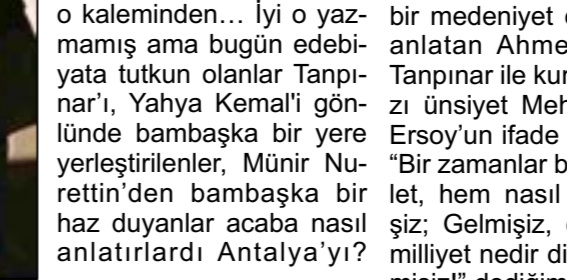 o kaleminden… İyi o yaz-
mamış ama bugün edebi-
yata tutkun olanlar Tanpı-
nar’ı, Yahya Kemal'i gön-
lünde bambaşka bir yere
yerleştirilenler, Münir Nu-
rettin’den bambaşka bir
haz duyanlar acaba nasıl
anlatırlardı Antalya’yı?
bir medeniyet
anlatan
Tanpınar ile
zı ünsiyet
Ersoy’un ifade
“Bir zamanlar
let, hem nasıl
şiz; Gelmişiz,
milliyet nedir